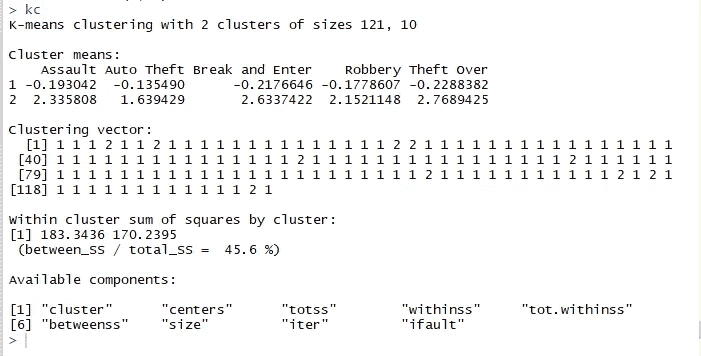 > kc
K-means clustering with 2 clusters of sizes 121, 10
Cluster means:
Assault Auto Theft Break and Enter Robbery Theft Over
1 -0.193042 -0.135490 -0.2176646 -0.1778607 -0.2288382
2 2.335808 1.639429 2.6337422 2.1521148 2.7689425
Clustering vector:
[1] 1 1 1 2 1 1 2 1 1 1 1 1 1 1 1 1 1 1 1 1 1 2 2 1 1 1 1 1 1 1 1 1 1 1 1 1 1 1 1
[40] 1 1 1 1 1 1 1 1 1 1 1 1 1 1 1 2 1 1 1 1 1 1 1 1 1 1 1 1 1 1 1 1 2 1 1 1 1 1 1
[79] 1 1 1 1 1 1 1 1 1 1 1 1 1 1 1 1 1 1 1 1 1 1 1 2 1 1 1 1 1 1 1 1 1 1 1 2 1 2 1
[118] 1 1 1 1 1 1 1 1 1 1 1 1 2 1
Within cluster sum of squares by cluster:
[1] 183.3436 170.2395
(between_SS / total_SS = 45.6 %)
Available components:
[1] "cluster" "centers" "totss" "withinss" "tot.withinss"
[6] "betweenss" "size" "iter" "ifault"
>